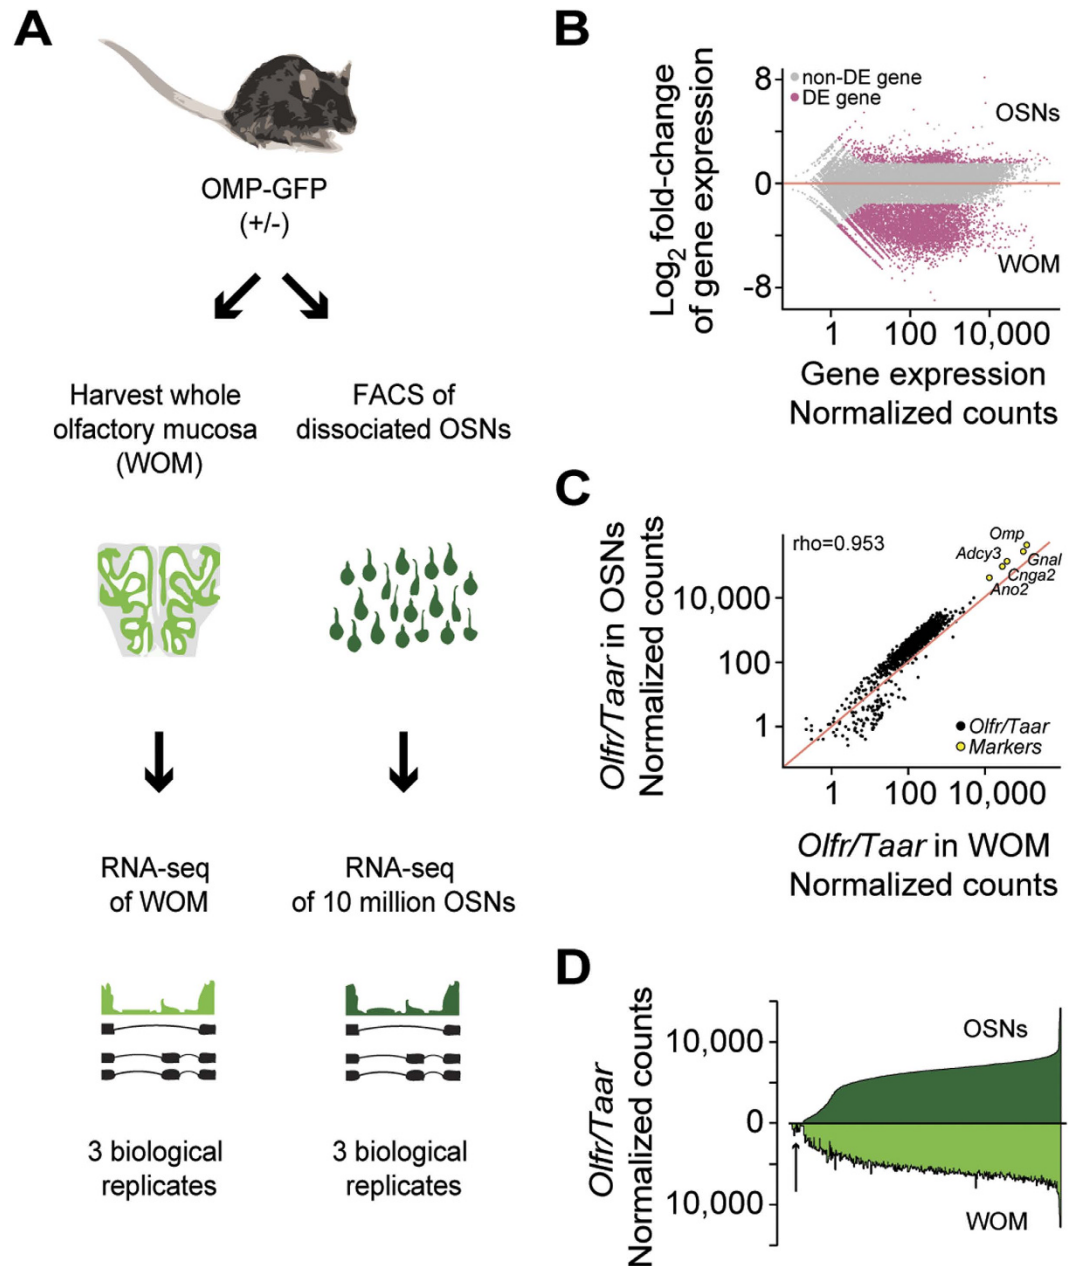 A
OMP-GFP
(+/-)
Harvest whole
olfactory mucosa
(WOM)
FACS of
dissociated OSNs
RNA-seq
of WOM
RNA-seq
of 10 million OSNs
3 biological
replicates
3 biological
replicates
B
Log2 fold-change
of gene expression
8
0
-8
non-DE gene
DE gene
OSNs
WOM
1
100
10,000
Gene expression
Normalized counts
C
Olfr/Taar in OSNs
Normalized counts
10,000
100
1
rho=0.953
Omp
Adcy3
Gnal
Cnga2
Ano2
Olfr/Taar
Markers
1
100
10,000
Olfr/Taar in WOM
Normalized counts
D
Olfr/Taar
Normalized counts
10,000
0
10,000
OSNs
WOM